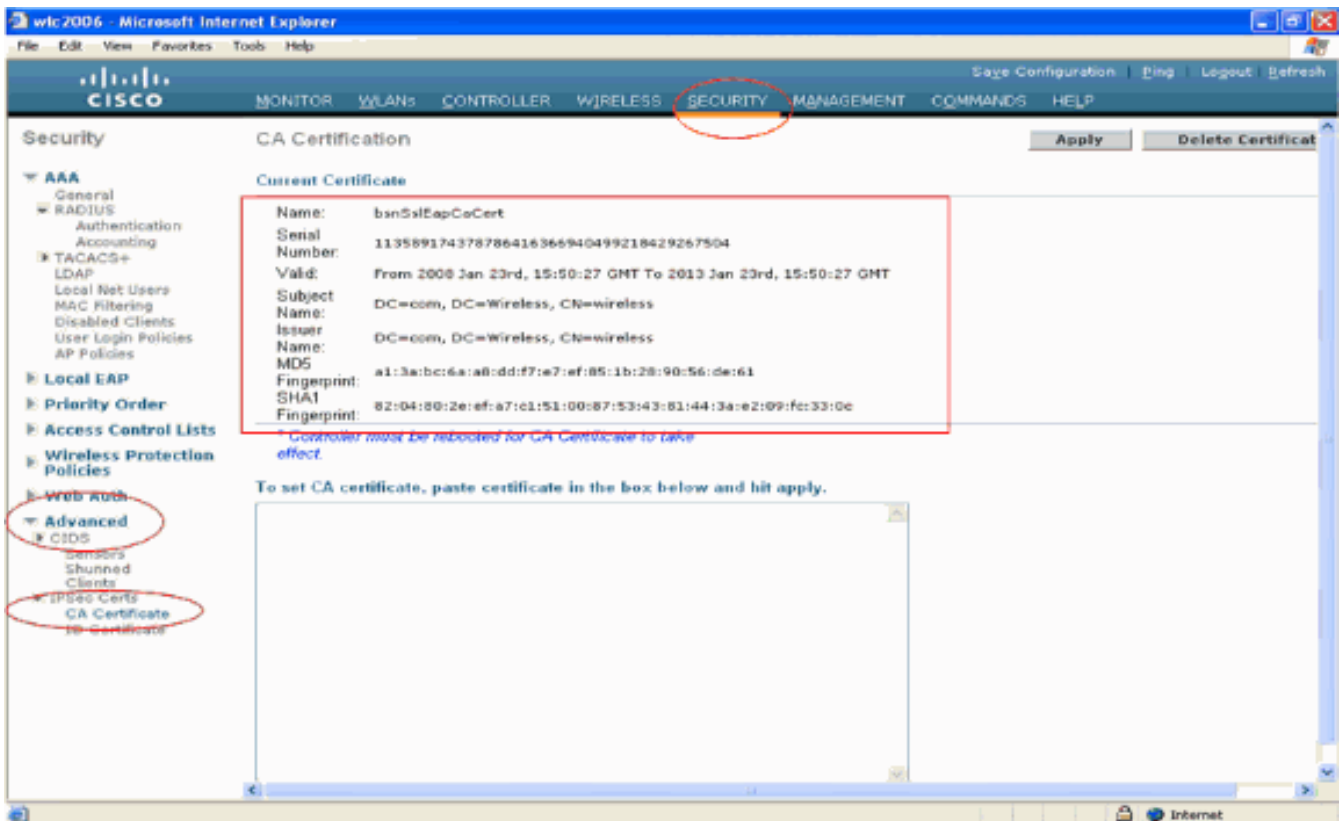 wlc2006 - Microsoft Internet Explorer
File Edit View Favorites Tools Help
Save Configuration | Ping | Logout | Refresh
CISCO
MONITOR WLANs CONTROLLER WIRELESS SECURITY MANAGEMENT COMMANDS HELP
Security
AAA
General
RADIUS
Authentication
Accounting
TACACS+
LDAP
Local Net Users
MAC Filtering
Disabled Clients
User Login Policies
AP Policies
Local EAP
Priority Order
Access Control Lists
Wireless Protection
Policies
Web Auth
Advanced
CIDS
Sensors
Shunned
Clients
IPSec Certs
CA Certificate
ID Certificate
CA Certification
Apply
Delete Certificat
Current Certificate
Name: bsnSslEapCaCert
Serial
Number: 113589174378786416366940499218429267504
Valid: From 2008 Jan 23rd, 15:50:27 GMT To 2013 Jan 23rd, 15:50:27 GMT
Subject
Name: DC=com, DC=Wireless, CN=wireless
Issuer
Name: DC=com, DC=Wireless, CN=wireless
MD5
Fingerprint: a1:3a:bc:6a:a8:dd:f7:e7:ef:85:1b:28:90:56:de:61
SHA1
Fingerprint: 82:04:80:2e:ef:a7:c1:51:00:87:53:43:81:44:3a:e2:09:fc:33:0e
* Controller must be rebooted for CA Certificate to take
effect.
To set CA certificate, paste certificate in the box below and hit apply.
Internet